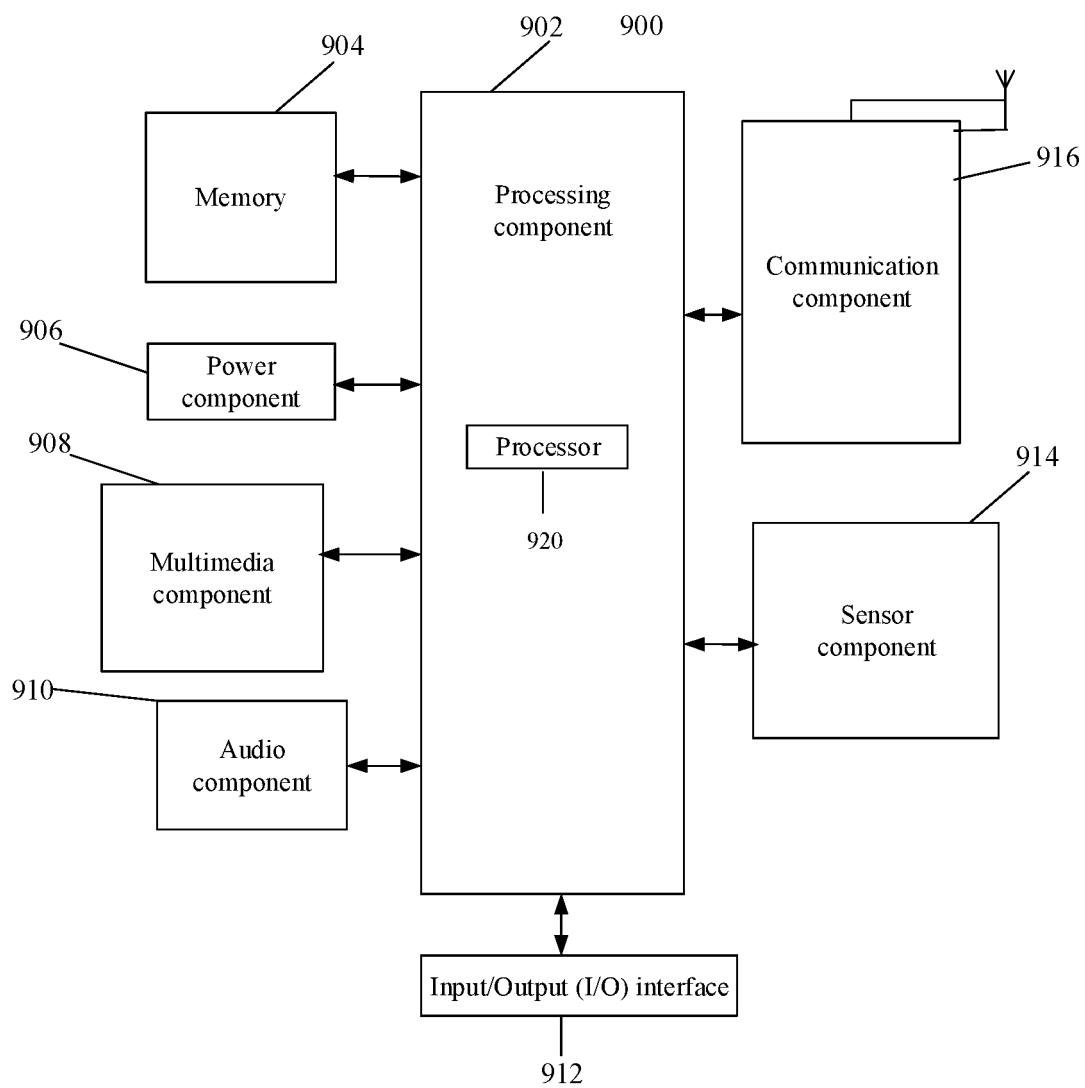 902
900
904
Memory
Processing
component
916
Communication
component
906
Power
component
908
Processor
920
914
Multimedia
component
Sensor
component
910
Audio
component
Input/Output (I/O) interface
912